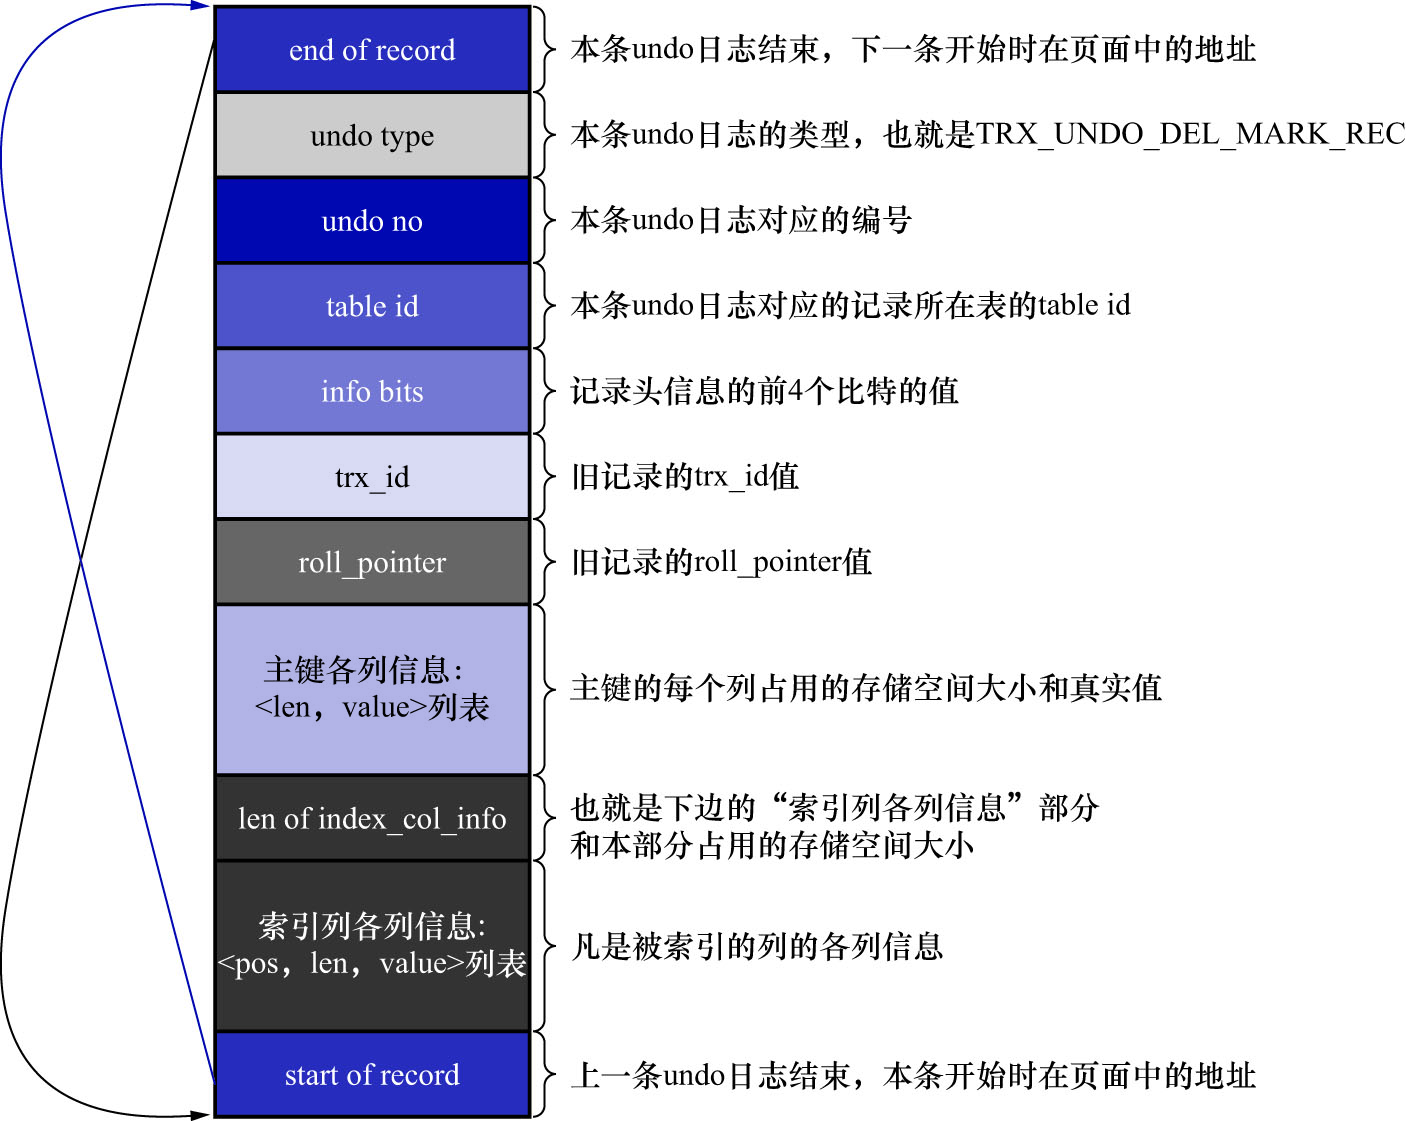 end of record
本条undo日志结束，下一条开始时在页面中的地址
undo type
本条undo日志的类型，也就是TRX_UNDO_DEL_MARK_REC
undo no
本条undo日志对应的编号
table id
本条undo日志对应的记录所在表的table id
info bits
记录头信息的前4个比特的值
trx_id
旧记录的trx_id值
roll_pointer
旧记录的roll_pointer值
主键各列信息：
<len，value>列表
主键的每个列占用的存储空间大小和真实值
len of index_col_info
也就是下边的“索引列各列信息”部分
和本部分占用的存储空间大小
索引列各列信息：
<pos，len，value>列表
凡是被索引的列的各列信息
start of record
上一条undo日志结束，本条开始时在页面中的地址